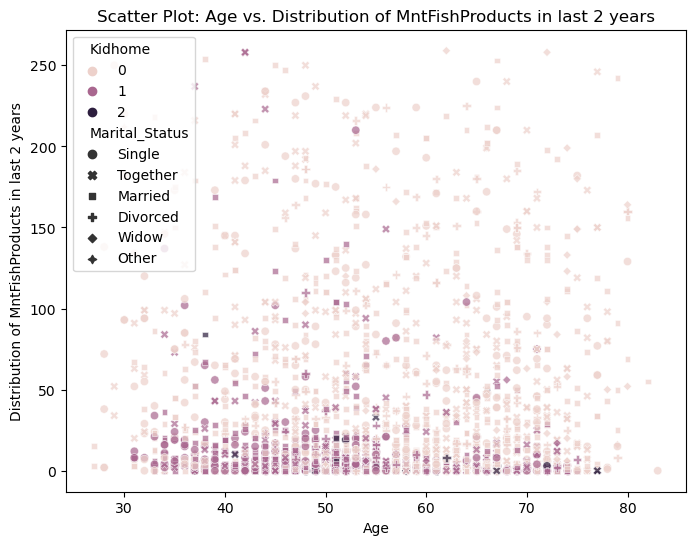 Scatter Plot: Age vs. Distribution of MntFishProducts in last 2 years
Distribution of MntFishProducts in last 2 years
250
200
150
100
50
0
Kidhome
0
1
2
Marital_Status
Single
Together
Married
Divorced
Widow
Other
30 40 50 60 70 80
Age